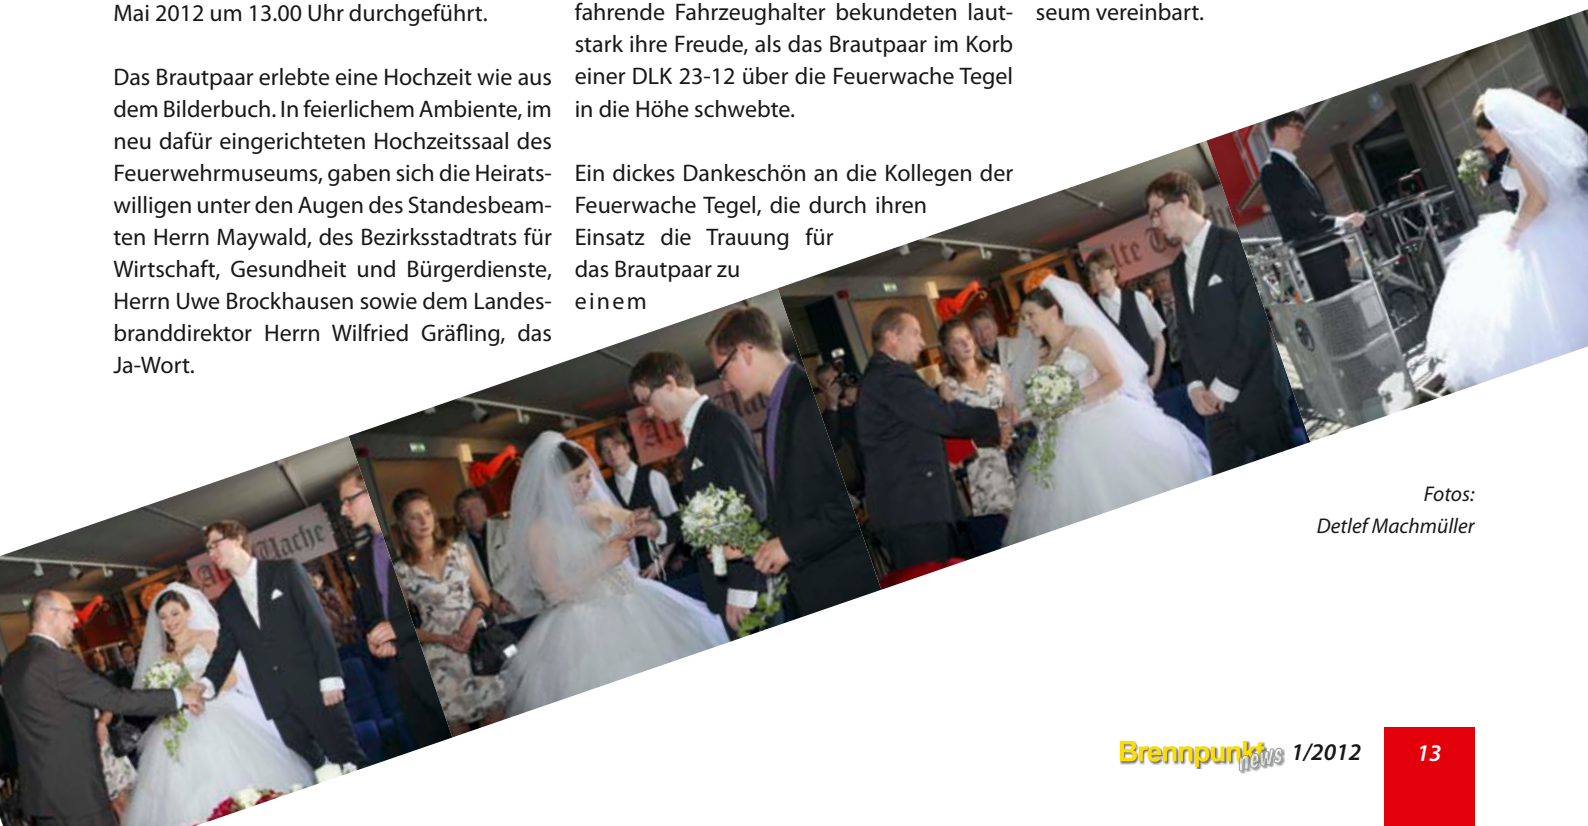 Mai 2012 um 13.00 Uhr durchgeführt.
Das Brautpaar erlebte eine Hochzeit wie aus
dem Bilderbuch. In feierlichem Ambiente, im
neu dafür eingerichteten Hochzeitssaal des
Feuerwehrmuseums, gaben sich die Heirats-
willigen unter den Augen des Standesbeam-
ten Herrn Maywald, des Bezirksstadtrats für
Wirtschaft, Gesundheit und Bürgerdienste,
Herrn Uwe Brockhausen sowie dem Landes-
branddirektor Herrn Wilfried Gräfling, das
Ja-Wort.
fahrende Fahrzeughalter bekundeten laut-
stark ihre Freude, als das Brautpaar im Korb
einer DLK 23-12 über die Feuerwache Tegel
in die Höhe schwebte.
Ein dickes Dankeschön an die Kollegen der
Feuerwache Tegel, die durch ihren
Einsatz die Trauung für
das Brautpaar zu
einem
seum vereinbart.
Fotos:
Detlef Machmüller
Brennpunkt news 1/2012
13